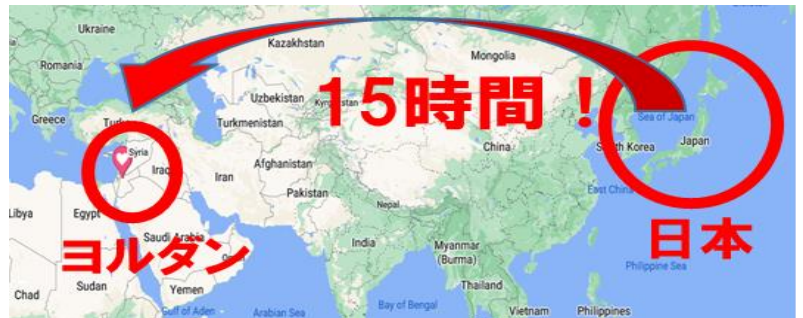 Ukraine
Kazakhstan
Mongolia
Romania
15時間！
Uzbekistan
Greece
Turkmenistan
Sea of Japan
Syria
China
South Korea
Japan
Iraq
Iran
Afghanistan
Pakistan
East China
Nepal
Libya
Egypt
ヨルダン
Saudi Arabia
India
Myanmar
(Burma)
日本
Philippine Sea
Chad
Sudan
Yemen
Thailand
Gulf of Aden
Arabian Sea
Bay of Bengal
Vietnam
Philippines